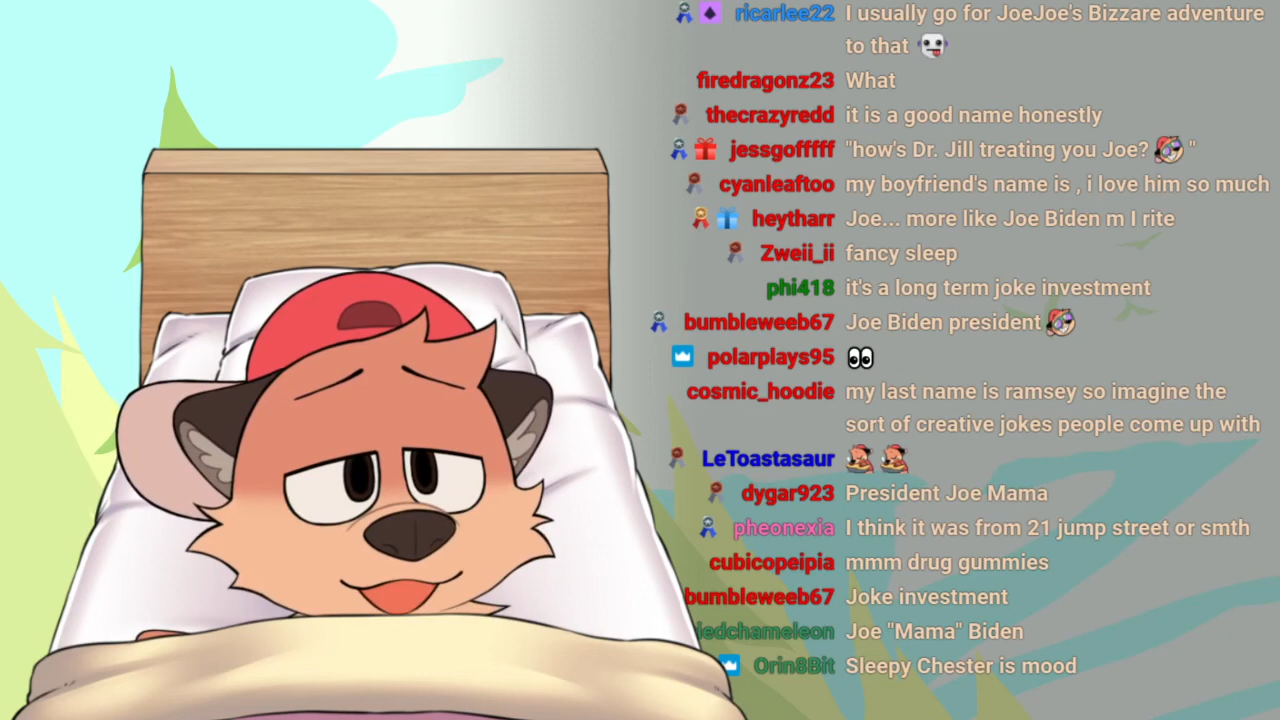 ricarlee22 I usually go for JoeJoe's Bizzare adventure
to that
firedragonz23 What
thecrazyredd it is a good name honestly
jessgofffff "how's Dr. Jill treating you Joe? "
cyanleaftoo my boyfriend's name is , i love him so much
heytharr Joe... more like Joe Biden m I rite
Zweii_ii fancy sleep
phi418 it's a long term joke investment
bumbleweeb67 Joe Biden president
polarplays95
cosmic_hoodie my last name is ramsey so imagine the
sort of creative jokes people come up with
LeToastasaur
dygar923 President Joe Mama
pheonexia I think it was from 21 jump street or smth
cubicopeipia mmm drug gummies
bumbleweeb67 Joke investment
iedchameleon Joe "Mama" Biden
Orin8Bit Sleepy Chester is mood